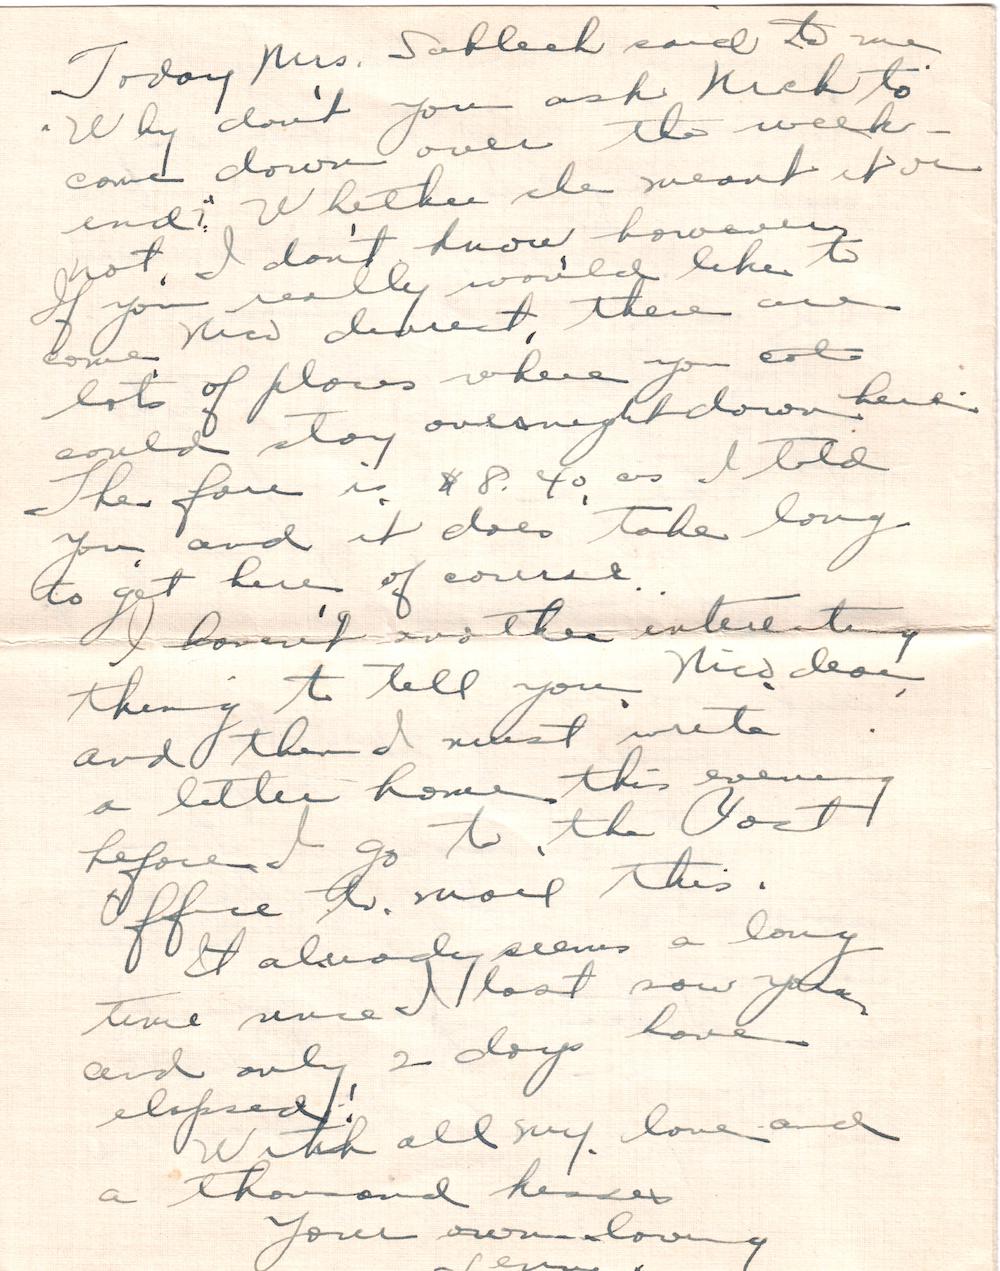 Today Mrs. said to me
"Why don't you ask Nick to
come down over the week-
end?" Whether she meant it or
not, I don't know however.
If you really would like to
come, Nico dearest, there are
lots of places where you
could stay overnight down here.
The fare is $8.40, as I told
you and it does take long
to get here of course.
I haven't another interesting
thing to tell you, Nico dear,
and then I must write
a letter home this evening
before I go to the Post
Office to mail this.
It already seems a long
time since I last saw you,
and only 2 days have
elapsed!
With all my love and
a thousand kisses
Your own loving